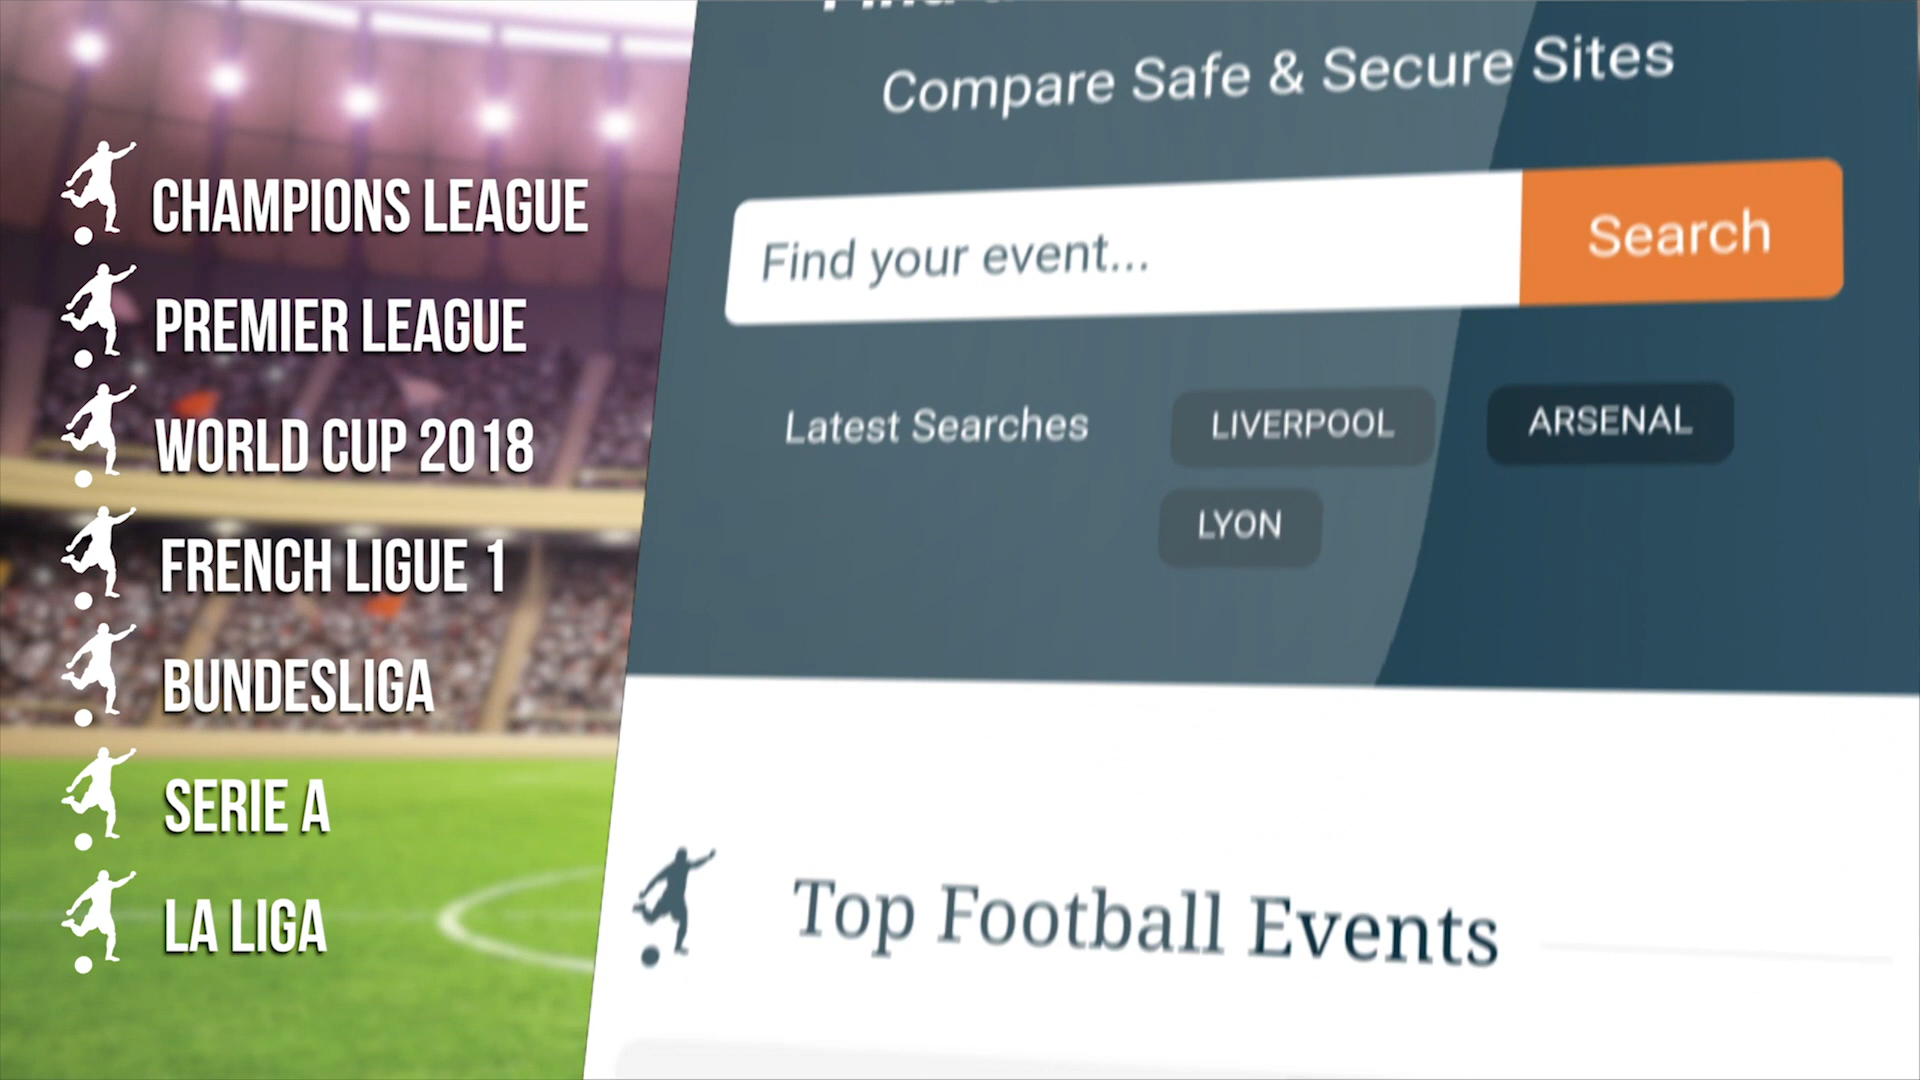 CHAMPIONS LEAGUE
PREMIER LEAGUE
WORLD CUP 2018
FRENCH LIGUE 1
BUNDESLIGA
SERIE A
LA LIGA
Compare Safe & Secure Sites
Find your event...
Search
Latest Searches
LIVERPOOL
ARSENAL
LYON
Top Football Events